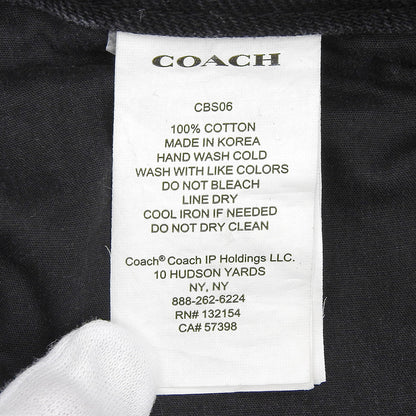 COACH
CBS06
100% COTTON
MADE IN KOREA
HAND WASH COLD
WASH WITH LIKE COLORS
DO NOT BLEACH
LINE DRY
COOL IRON IF NEEDED
DO NOT DRY CLEAN
Coach® Coach IP Holdings LLC.
10 HUDSON YARDS
NY, NY
888-262-6224
RN# 132154
CA# 57398